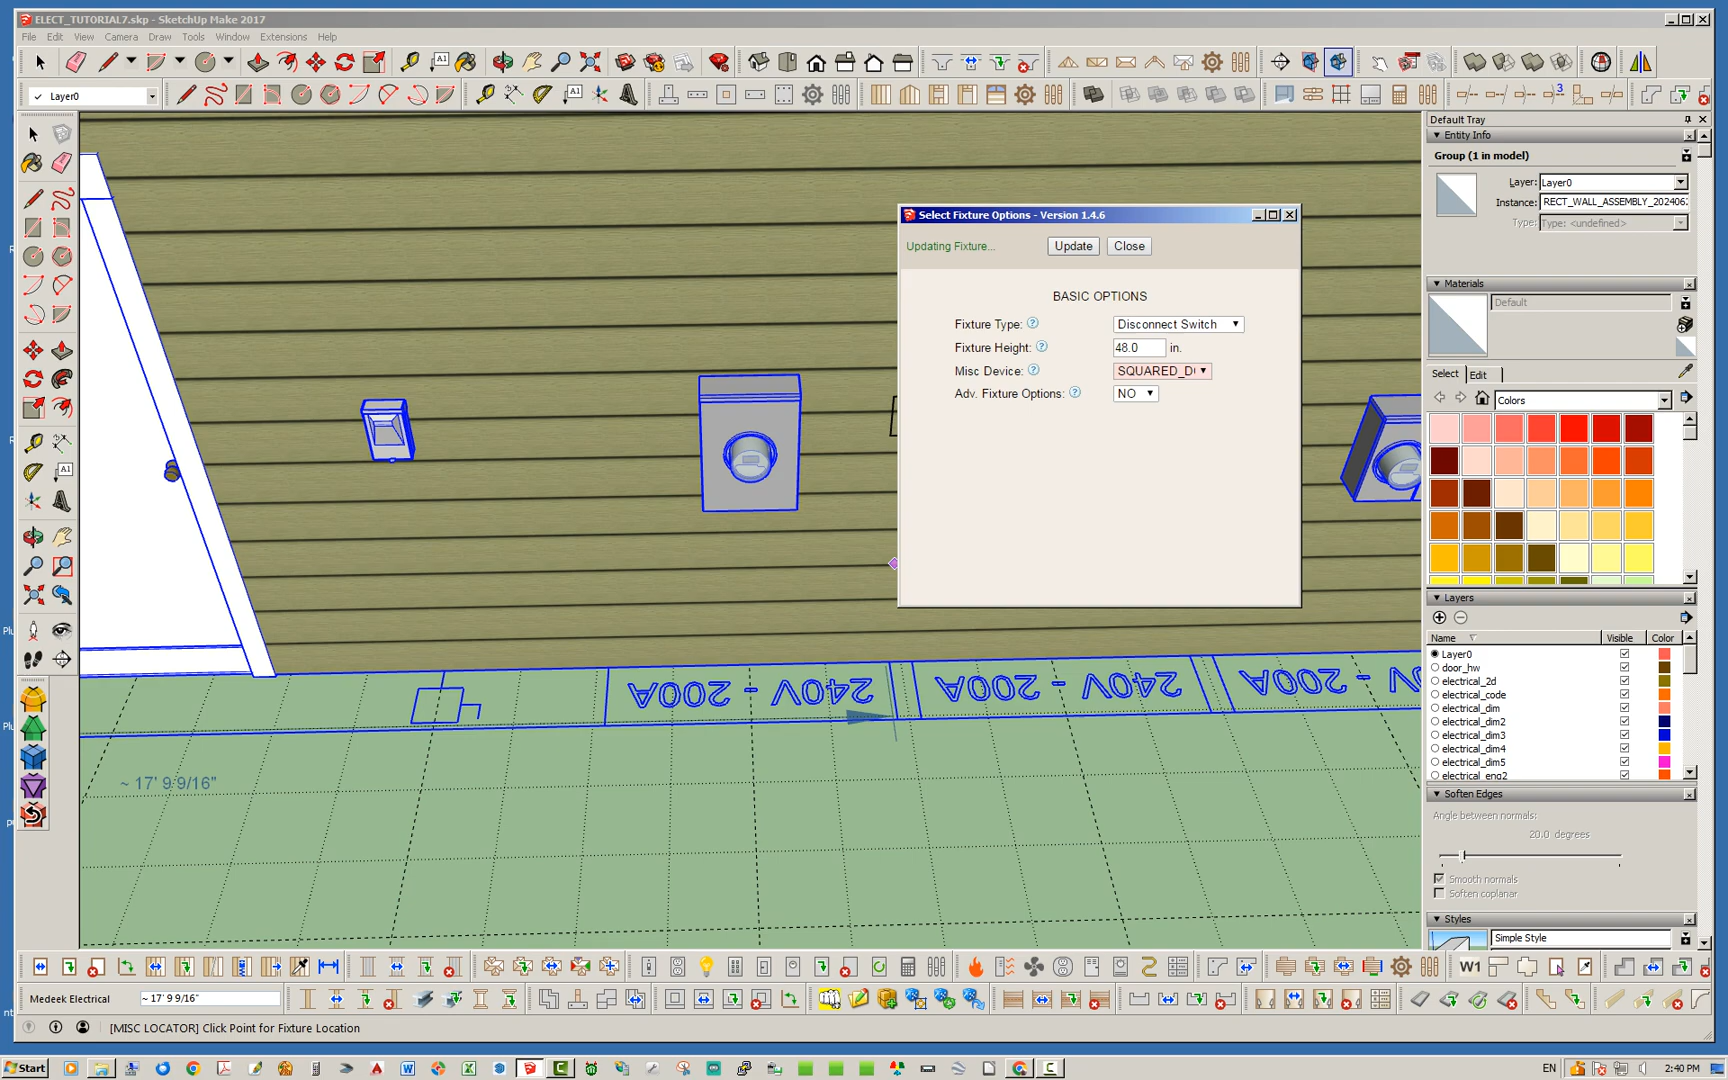 ELECT_TUTORIAL7.skp - SketchUp Make 2017
File Edit View Camera Draw Tools Window Extensions Help
Layer0
Default Tray
Entity Info
Group (1 in model)
Layer: Layer0
Instance: RECT_WALL_ASSEMBLY_202406
Type: Type: <undefined>
Materials
Default
Select Edit
Colors
Layers
Name Visible Color
Layer0
door_hw
electrical_2d
electrical_code
electrical_dim
electrical_dim2
electrical_dim3
electrical_dim4
electrical_dim5
electrical_eng2
Soften Edges
Angle between normals:
20.0 degrees
Smooth normals
Soften coplanar
Styles
Simple Style
Select Fixture Options - Version 1.4.6
Updating Fixture... Update Close
BASIC OPTIONS
Fixture Type: Disconnect Switch
Fixture Height: 48.0 in.
Misc Device: SQUARED_D
Adv. Fixture Options: NO
240V - 200A
240V - 200A
~ 17' 9 9/16"
W1
Medeek Electrical ~ 17' 9 9/16"
[MISC LOCATOR] Click Point for Fixture Location
Start
EN
2:40 PM